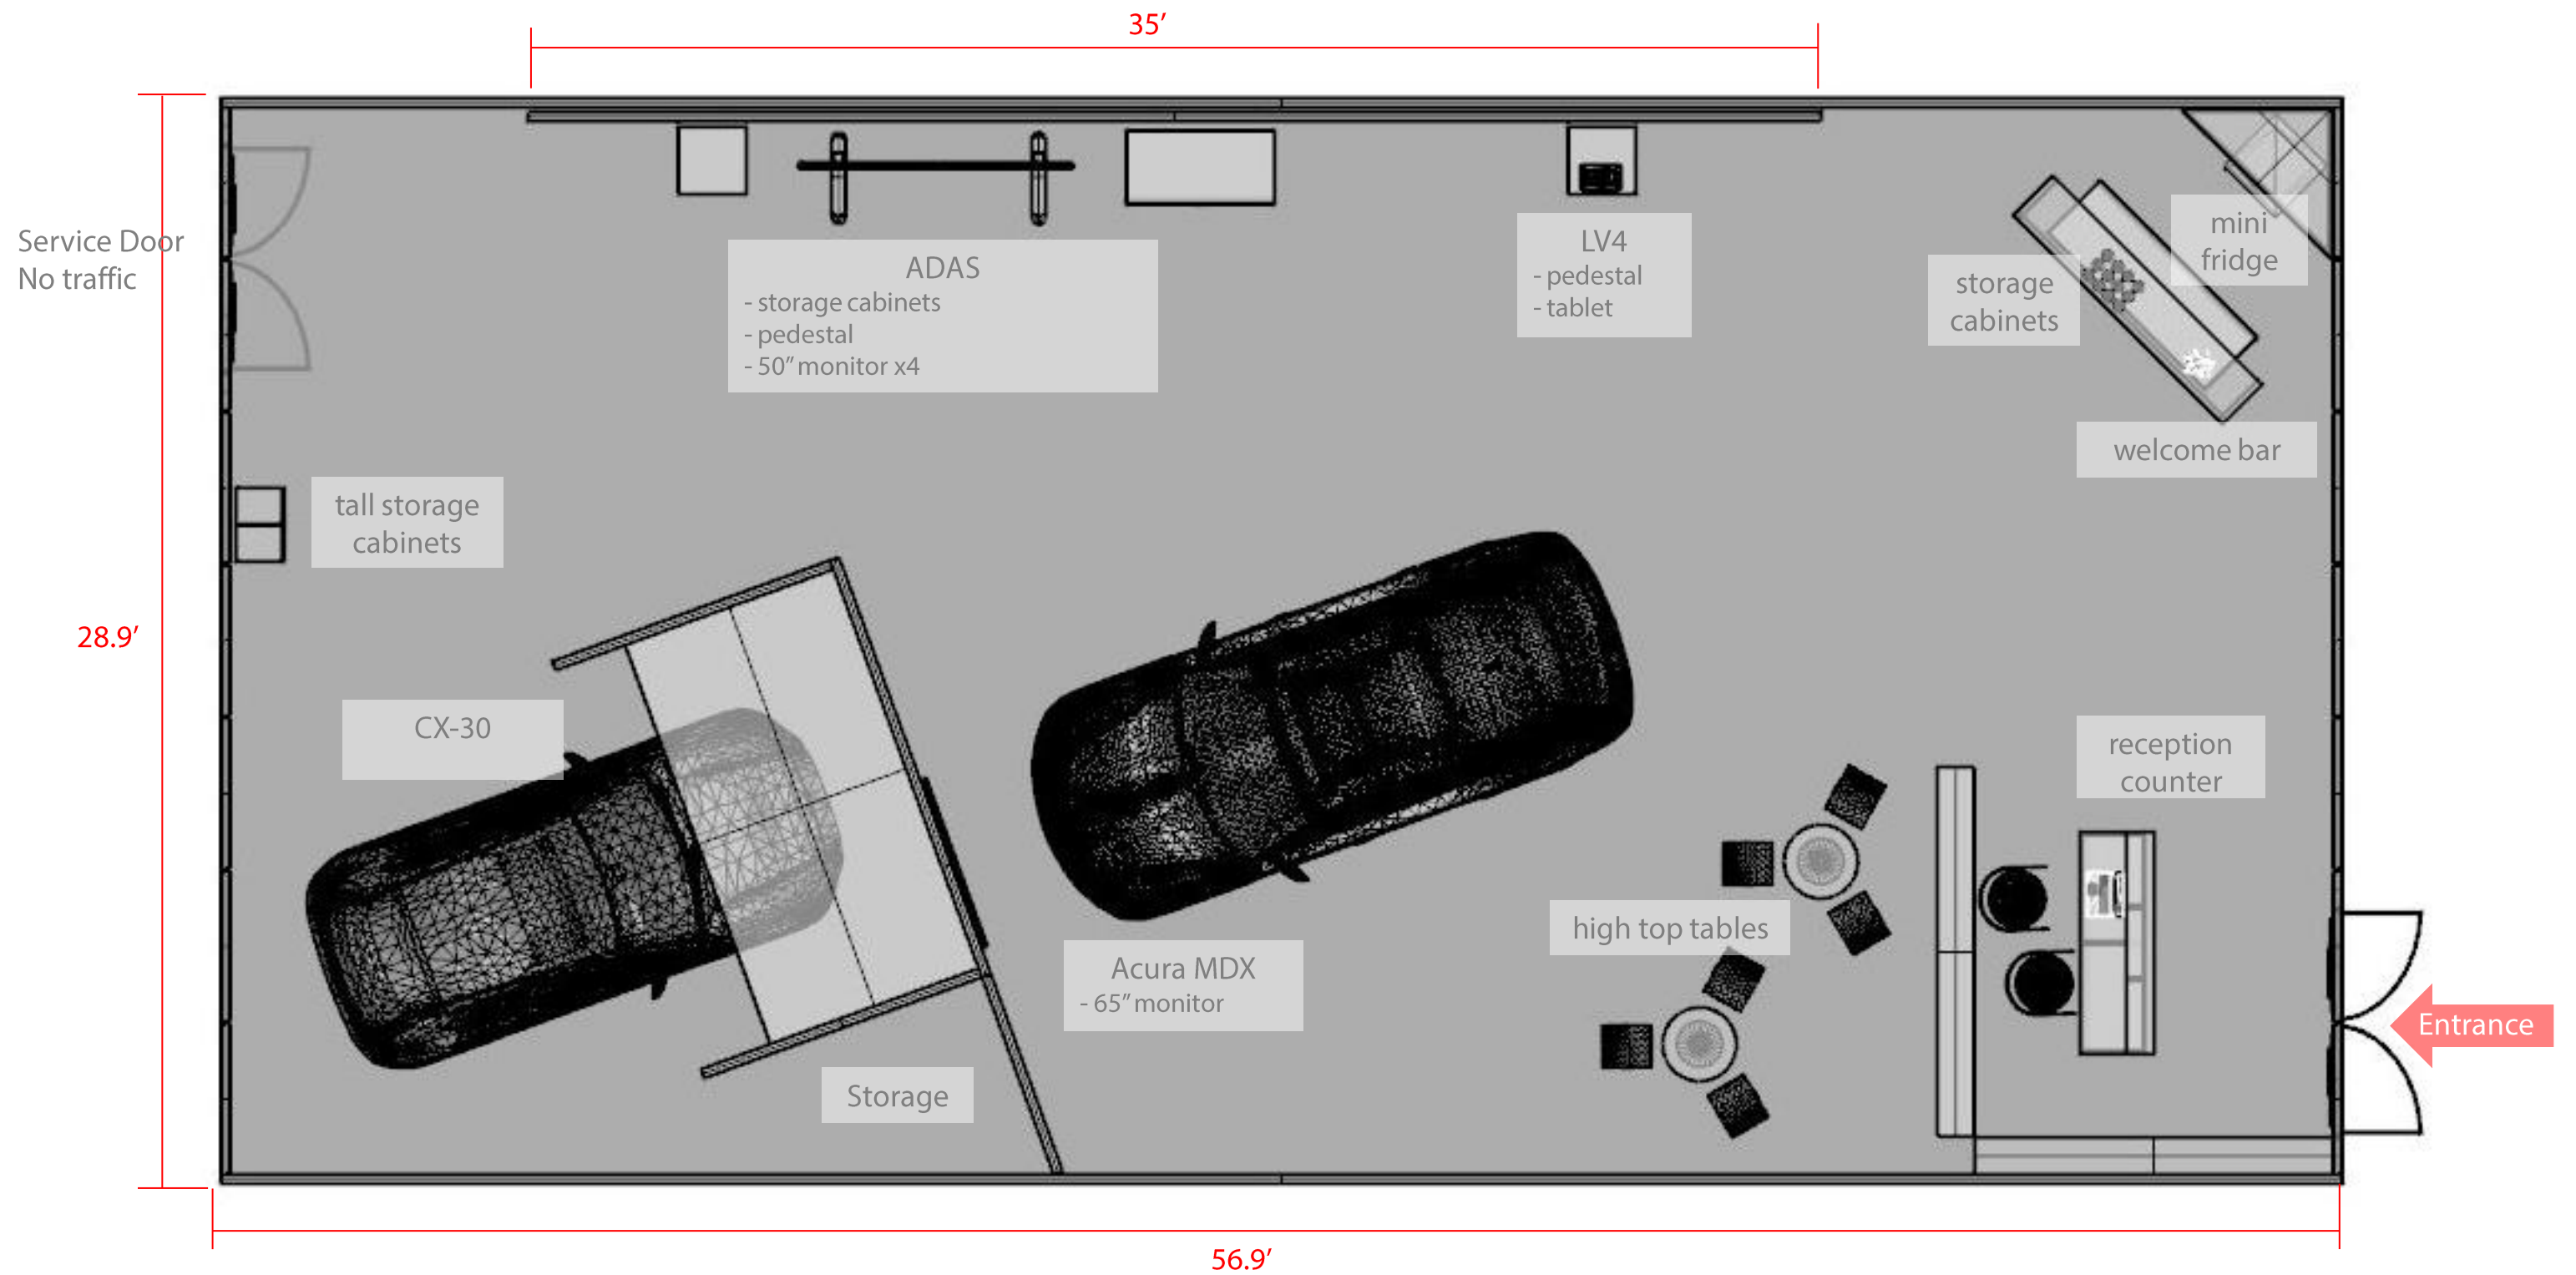 35’
Service Door
No traffic
ADAS
- storage cabinets
- pedestal
- 50” monitor x4
LV4
- pedestal
- tablet
mini
fridge
storage
cabinets
welcome bar
tall storage
cabinets
28.9’
CX-30
reception
counter
high top tables
Acura MDX
- 65” monitor
Entrance
Storage
56.9’